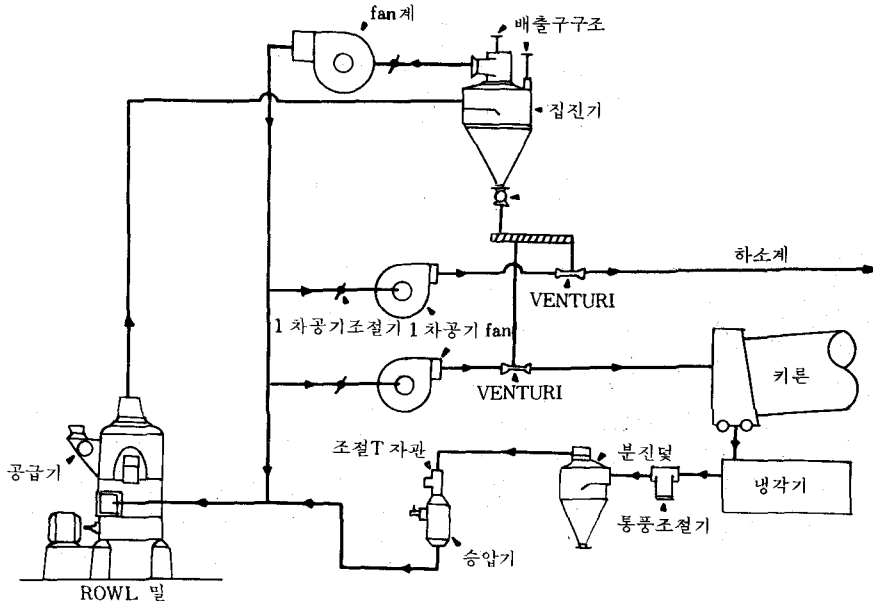 fan계
배출구구조
집진기
하소계
VENTURI
1 차공기조절기 1 차공기 fan
VENTURI
키른
조절T 자관
분진덫
공급기
냉각기
통풍조절기
승압기
ROWL 밀